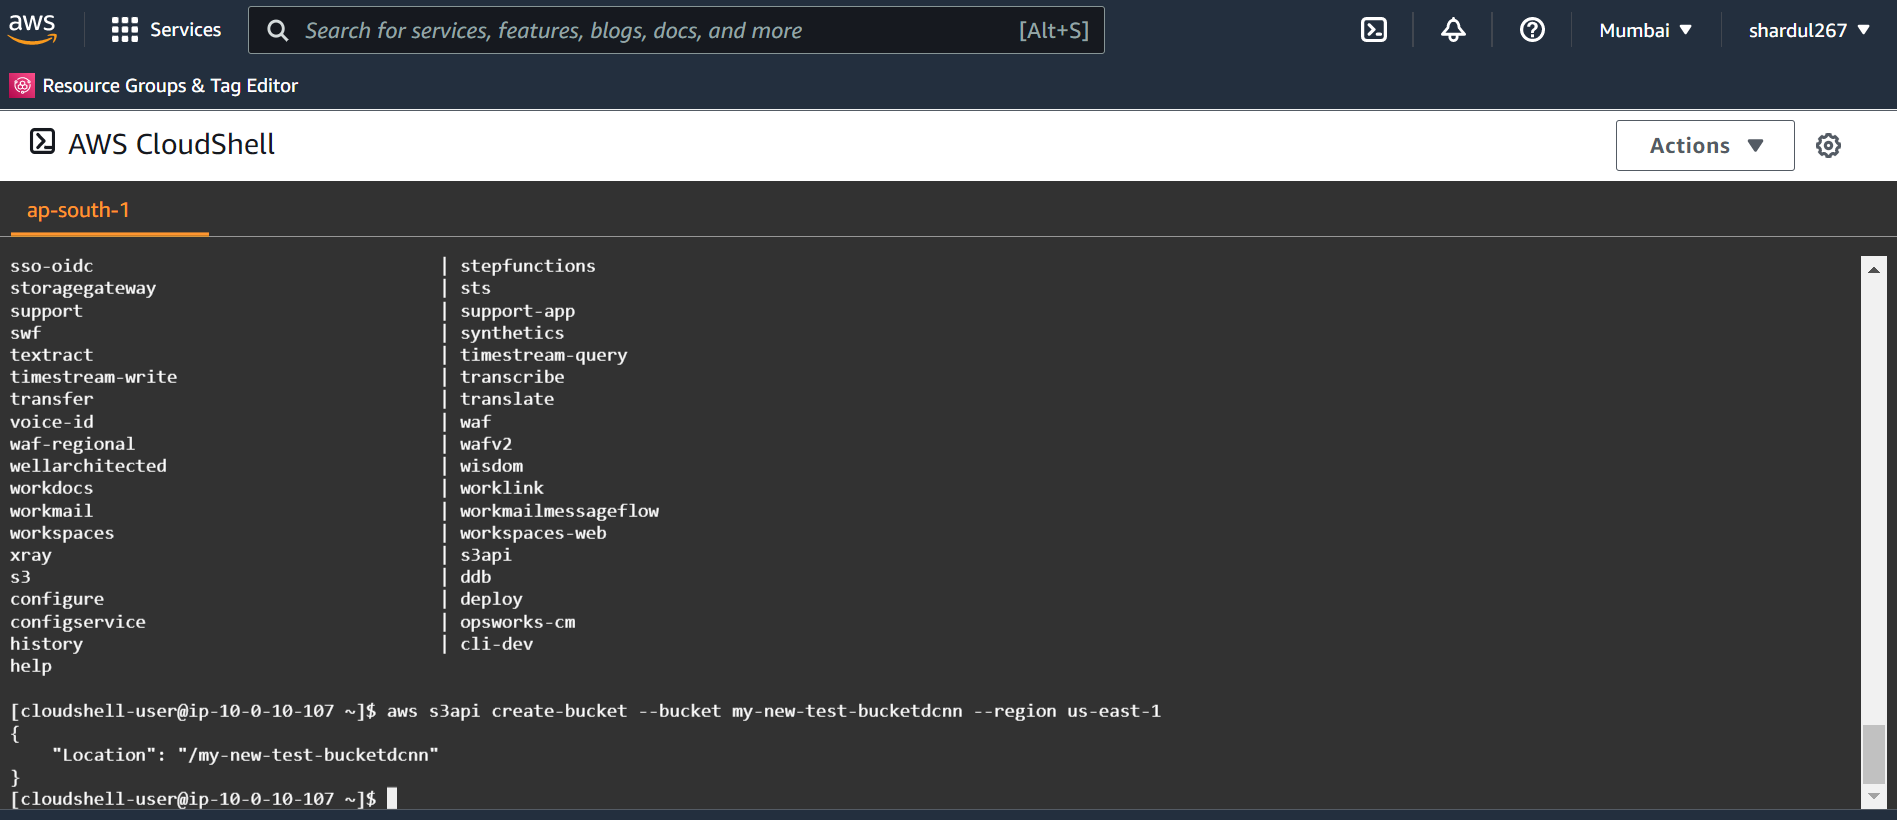 aws
Services
Search for services, features, blogs, docs, and more [Alt+S]
Mumbai ▼
shardul267 ▼
Resource Groups & Tag Editor
AWS CloudShell
Actions ▼
ap-south-1
sso-oidc | stepfunctions
storagegateway | sts
support | support-app
swf | synthetics
textract | timestream-query
timestream-write | transcribe
transfer | translate
voice-id | waf
waf-regional | wafv2
wellarchitected | wisdom
workdocs | worklink
workmail | workmailmessageflow
workspaces | workspaces-web
xray | s3api
s3 | ddb
configure | deploy
configservice | opsworks-cm
history | cli-dev
help
[cloudshell-user@ip-10-0-10-107 ~]$ aws s3api create-bucket --bucket my-new-test-bucketdcnn --region us-east-1
{
    "Location": "/my-new-test-bucketdcnn"
}
[cloudshell-user@ip-10-0-10-107 ~]$